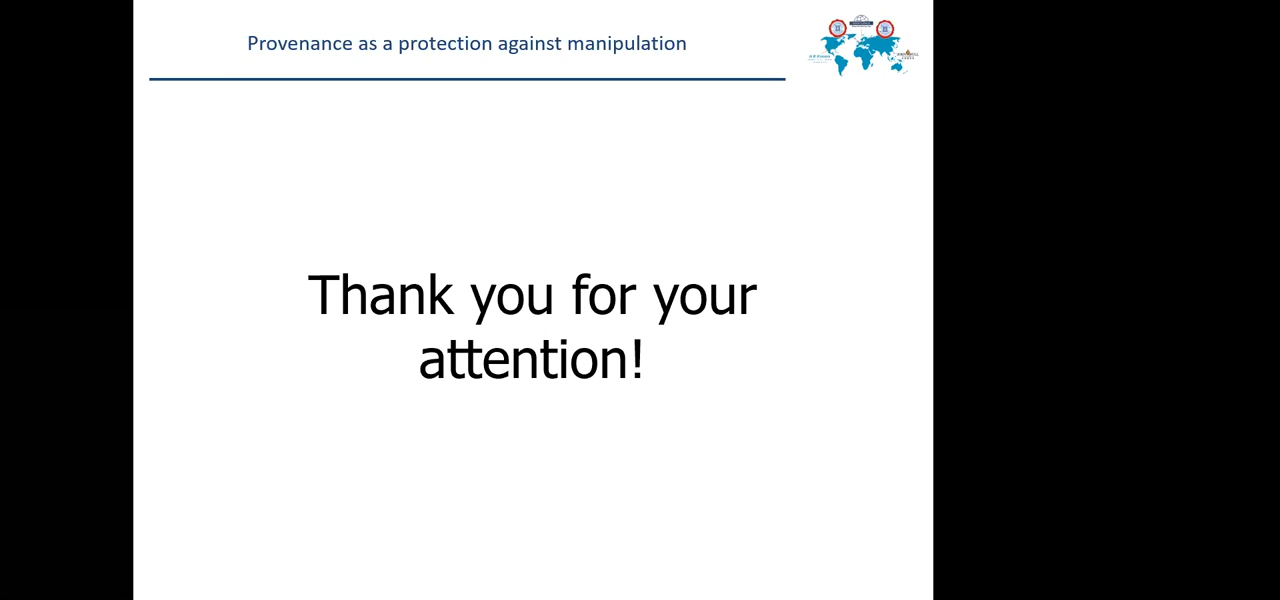 Provenance as a protection against manipulation
Thank you for your
attention!